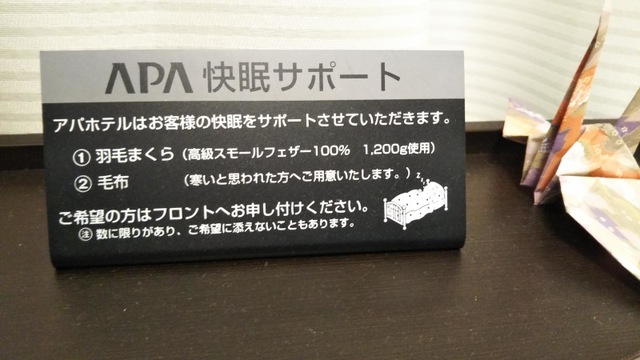 APA 快眠サポート
アパホテルはお客様の快眠をサポートさせていただきます。
① 羽毛まくら（高級スモールフェザー100%　1,200g使用）
② 毛布　　　（寒いと思われた方へご用意いたします。）
ご希望の方はフロントへお申し付けください。
㊟ 数に限りがあり、ご希望に添えないこともあります。